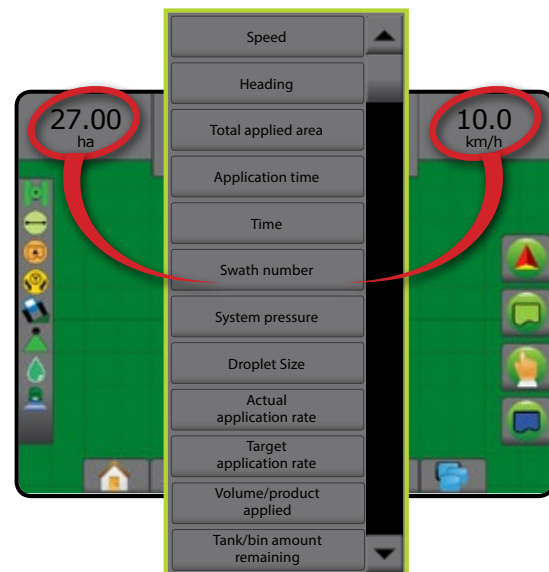 Speed
Heading
27.00
ha
10.0
km/h
Total applied area
Application time
Time
Swath number
System pressure
Droplet Size
Actual
application rate
Target
application rate
Volume/product
applied
Tank/bin amount
remaining